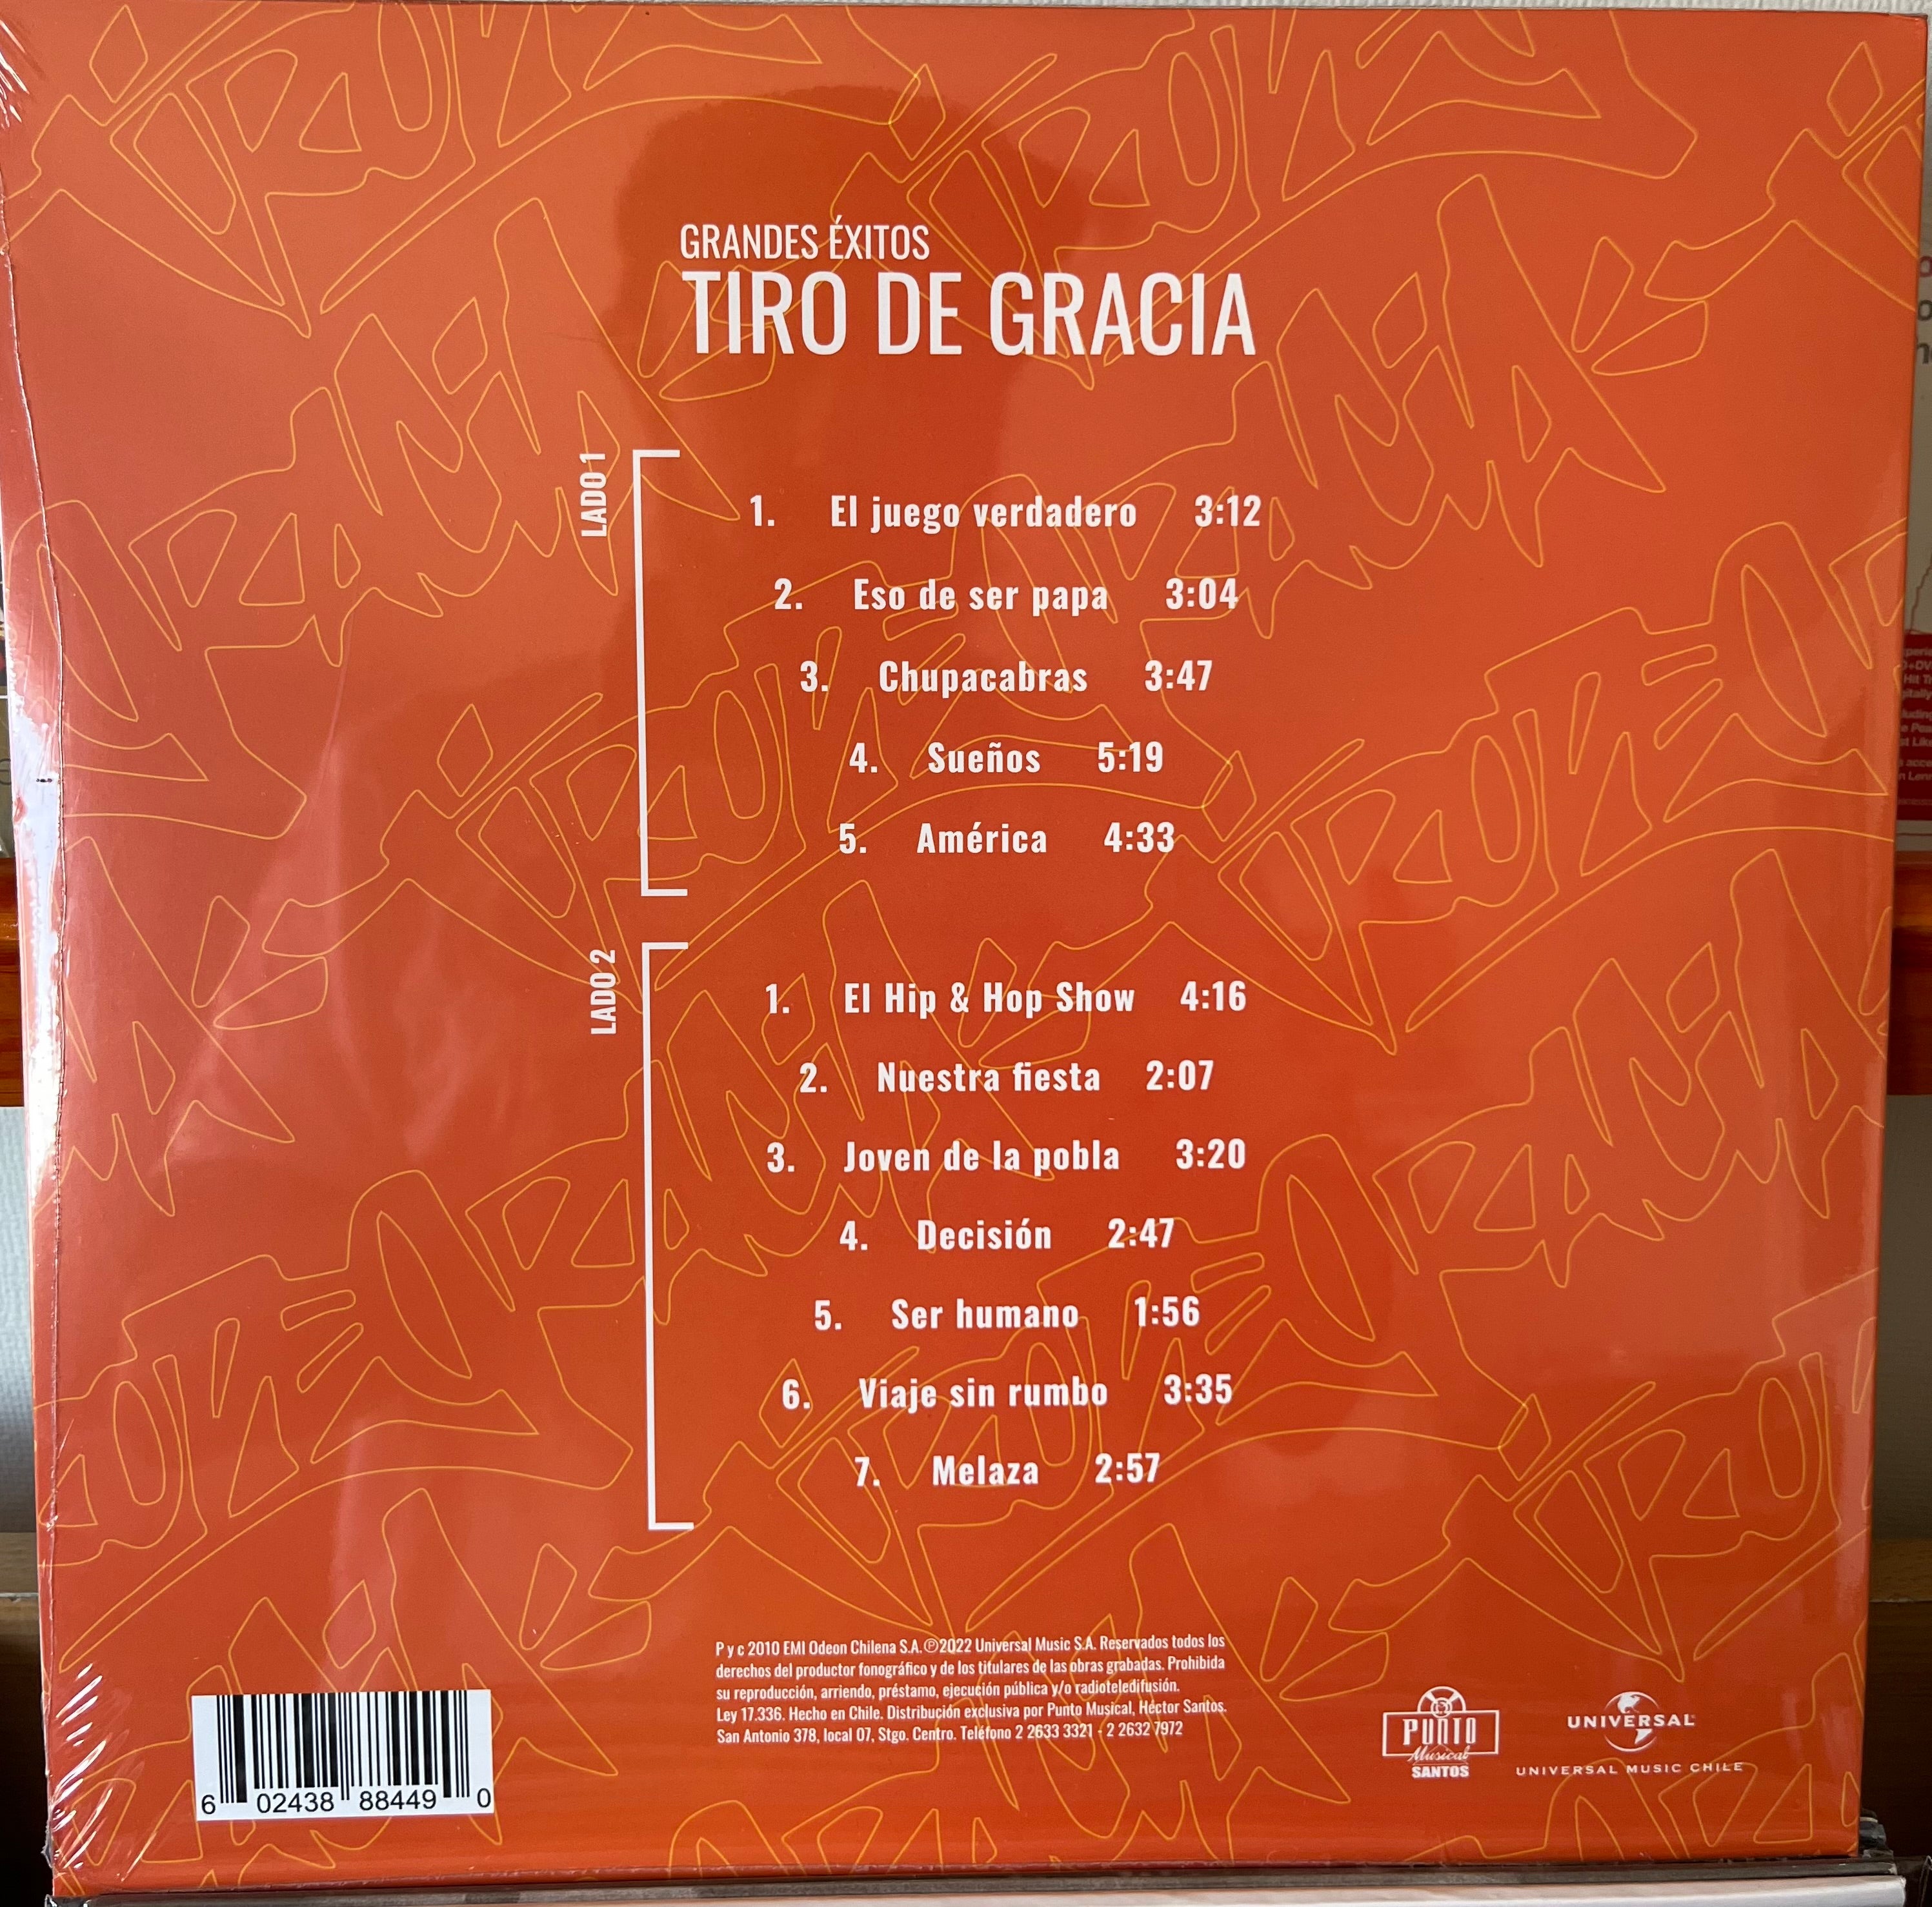 GRANDES ÉXITOS
TIRO DE GRACIA
LADO 1
1. El juego verdadero 3:12
2. Eso de ser papa 3:04
3. Chupacabras 3:47
4. Sueños 5:19
5. América 4:33
LADO 2
1. El Hip & Hop Show 4:16
2. Nuestra fiesta 2:07
3. Joven de la pobla 3:20
4. Decisión 2:47
5. Ser humano 1:56
6. Viaje sin rumbo 3:35
7. Melaza 2:57
P y c 2010 EMI Odeon Chilena S.A. ℗2022 Universal Music S.A. Reservados todos los
derechos del productor fonográfico y de los titulares de las obras grabadas. Prohibida
su reproducción, arriendo, préstamo, ejecución pública y/o radioteledifusión.
Ley 17.336. Hecho en Chile. Distribución exclusiva por Punto Musical, Héctor Santos.
San Antonio 378, local 07, Stgo. Centro. Teléfono 2 2633 3321 - 2 2632 7972
6 02438 88449 0
PUNTO
Musical
SANTOS
UNIVERSAL
UNIVERSAL MUSIC CHILE